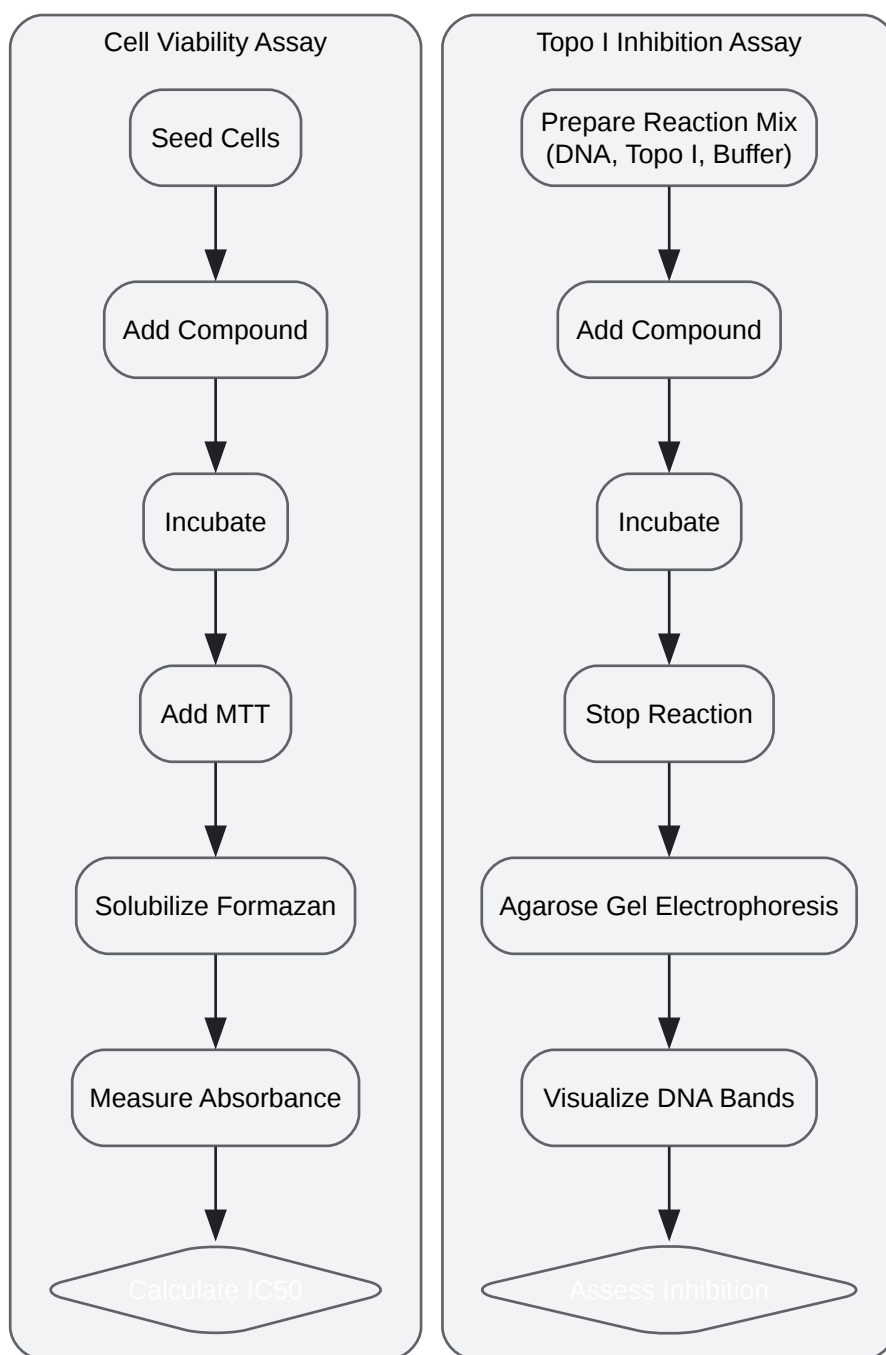 Cell Viability Assay
Seed Cells
Add Compound
Incubate
Add MTT
Solubilize Formazan
Measure Absorbance
Calculate IC50
Topo I Inhibition Assay
Prepare Reaction Mix
(DNA, Topo I, Buffer)
Add Compound
Incubate
Stop Reaction
Agarose Gel Electrophoresis
Visualize DNA Bands
Assess Inhibition